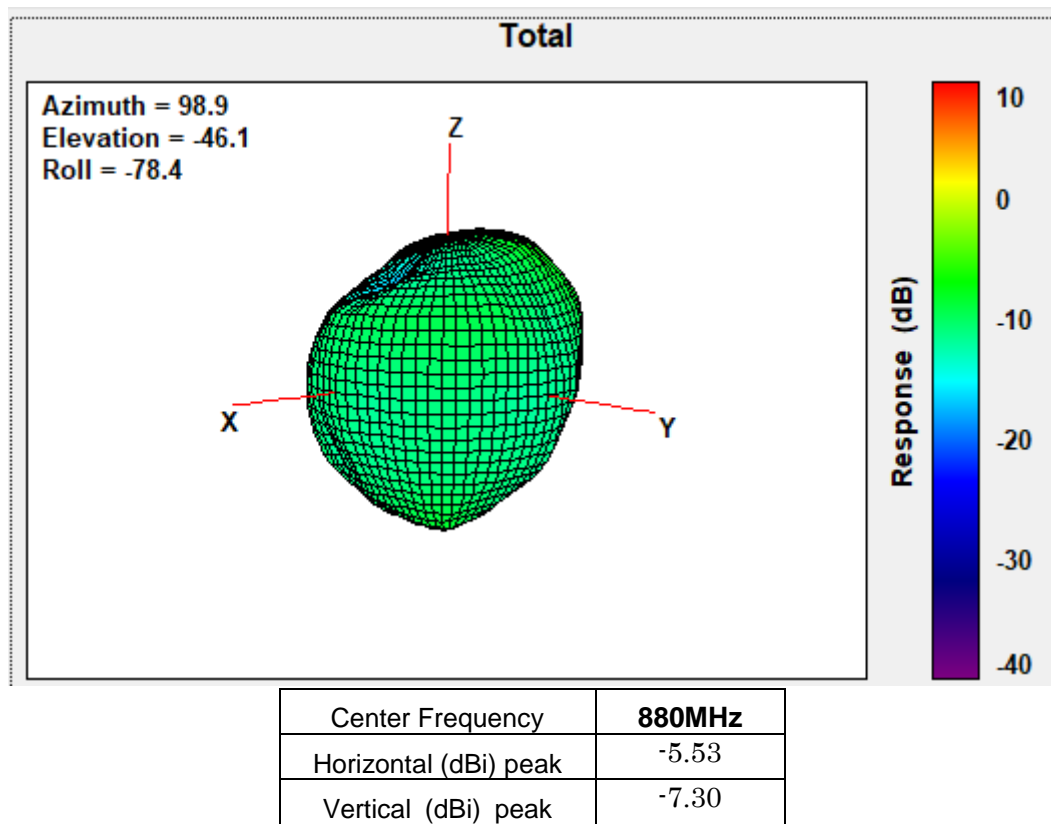 Total
Azimuth = 98.9
Elevation = -46.1
Roll = -78.4
Z
X
Y
Response (dB)
10
0
-10
-20
-30
-40
Center Frequency 880MHz
Horizontal (dBi) peak -5.53
Vertical (dBi) peak -7.30